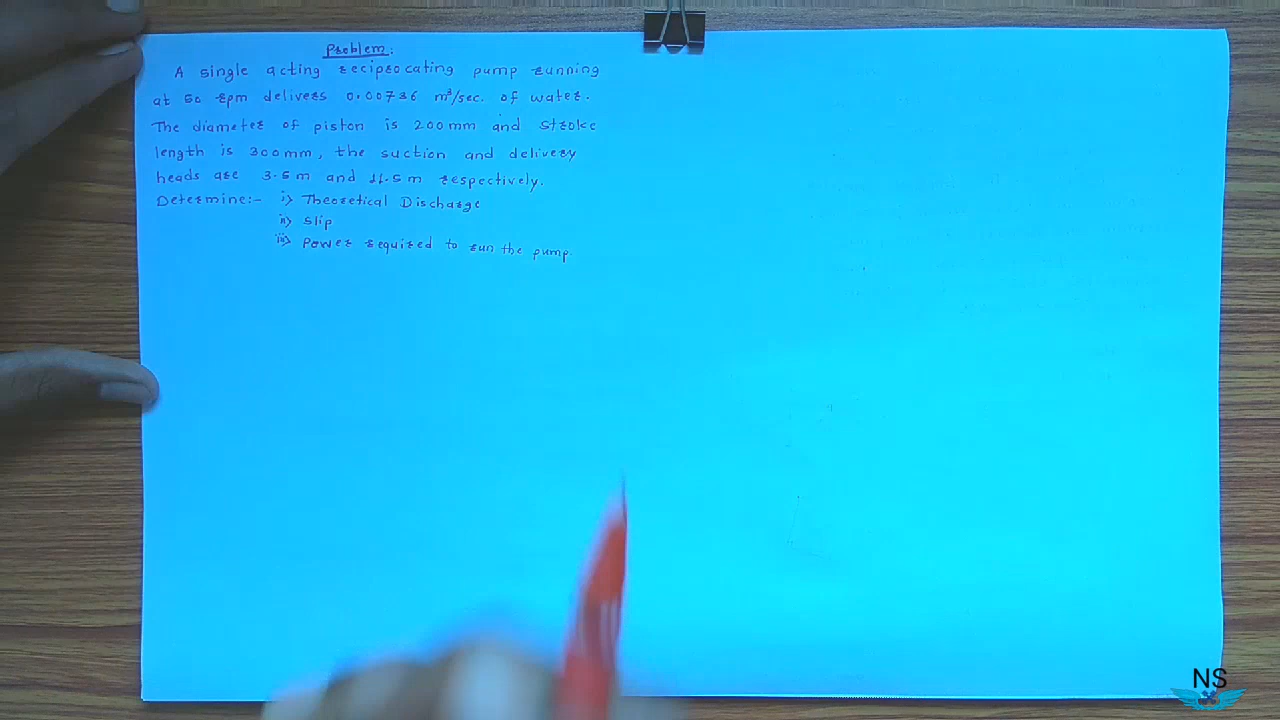 Problem:
A single acting reciprocating pump running
at 50 rpm delivers 0.00736 m³/sec. of water.
The diameter of piston is 200mm and stroke
length is 300mm, the suction and delivery
heads are 3.5 m and 11.5 m respectively.
Determine:- i) Theoretical Discharge
ii) Slip
iii) Power required to run the pump.
NS